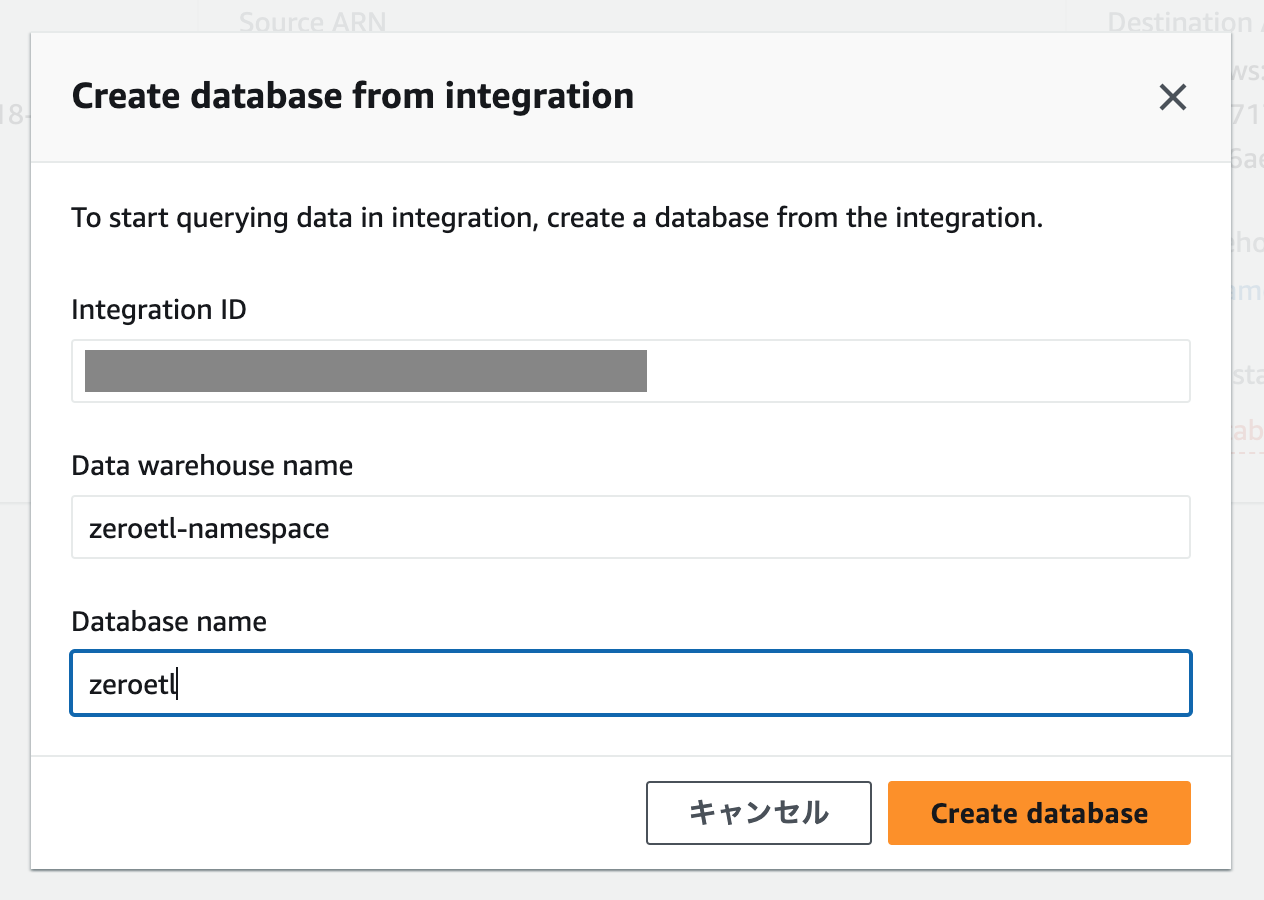 Source ARN
Destination
Create database from integration
To start querying data in integration, create a database from the integration.
Integration ID
Data warehouse name
zeroetl-namespace
Database name
zeroetl
キャンセル
Create database